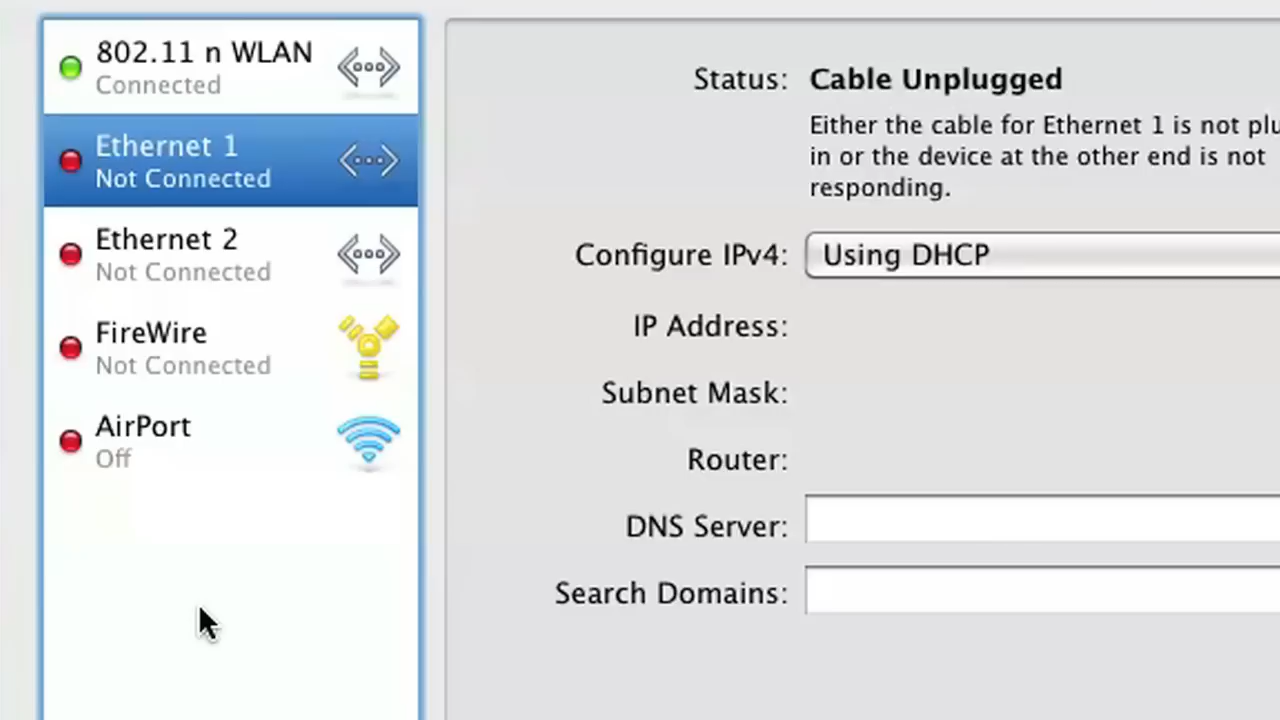 802.11 n WLAN
Connected
Ethernet 1
Not Connected
Ethernet 2
Not Connected
FireWire
Not Connected
AirPort
Off
Status: Cable Unplugged
Either the cable for Ethernet 1 is not plu
in or the device at the other end is not
responding.
Configure IPv4: Using DHCP
IP Address:
Subnet Mask:
Router:
DNS Server:
Search Domains: